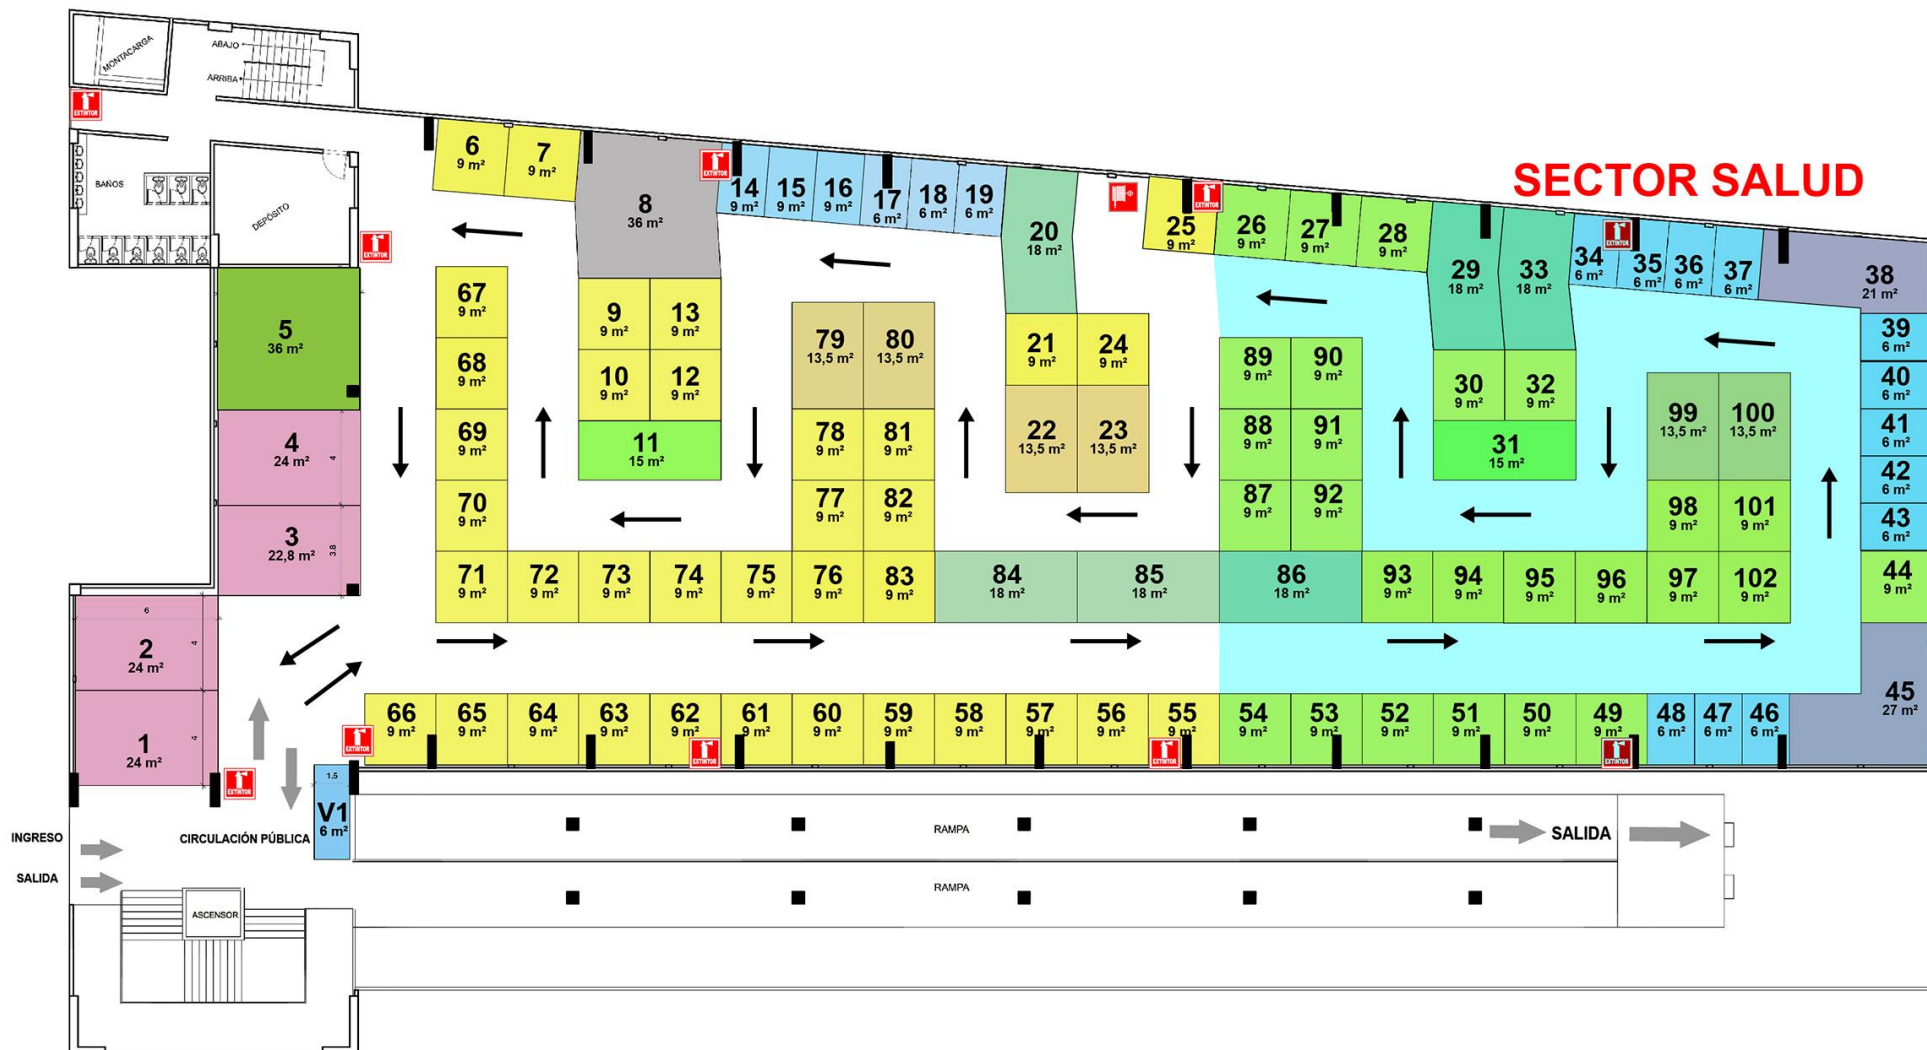 MONTACARGA
ABAJO
ARRIBA
EXTINTOR
BAÑOS
DEPÓSITO
EXTINTOR
SECTOR SALUD
6
9 m²
7
9 m²
8
36 m²
EXTINTOR
14
9 m²
15
9 m²
16
9 m²
17
6 m²
18
6 m²
19
6 m²
20
18 m²
25
9 m²
EXTINTOR
26
9 m²
27
9 m²
28
9 m²
29
18 m²
33
18 m²
EXTINTOR
34
6 m²
35
6 m²
36
6 m²
37
6 m²
38
21 m²
5
36 m²
67
9 m²
9
9 m²
13
9 m²
79
13,5 m²
80
13,5 m²
21
9 m²
24
9 m²
89
9 m²
90
9 m²
39
6 m²
68
9 m²
10
9 m²
12
9 m²
30
9 m²
32
9 m²
99
13,5 m²
100
13,5 m²
40
6 m²
4
24 m²
4
69
9 m²
11
15 m²
78
9 m²
81
9 m²
22
13,5 m²
23
13,5 m²
88
9 m²
91
9 m²
31
15 m²
41
6 m²
42
6 m²
3
22,8 m²
3.8
70
9 m²
77
9 m²
82
9 m²
87
9 m²
92
9 m²
98
9 m²
101
9 m²
43
6 m²
71
9 m²
72
9 m²
73
9 m²
74
9 m²
75
9 m²
76
9 m²
83
9 m²
84
18 m²
85
18 m²
86
18 m²
93
9 m²
94
9 m²
95
9 m²
96
9 m²
97
9 m²
102
9 m²
44
9 m²
6
2
24 m²
4
1
24 m²
4
66
9 m²
65
9 m²
64
9 m²
63
9 m²
62
9 m²
61
9 m²
60
9 m²
59
9 m²
58
9 m²
57
9 m²
56
9 m²
55
9 m²
54
9 m²
53
9 m²
52
9 m²
51
9 m²
50
9 m²
49
9 m²
48
6 m²
47
6 m²
46
6 m²
45
27 m²
EXTINTOR
EXTINTOR
EXTINTOR
EXTINTOR
EXTINTOR
1.5
V1
6 m²
INGRESO
CIRCULACIÓN PÚBLICA
SALIDA
RAMPA
SALIDA
RAMPA
ASCENSOR